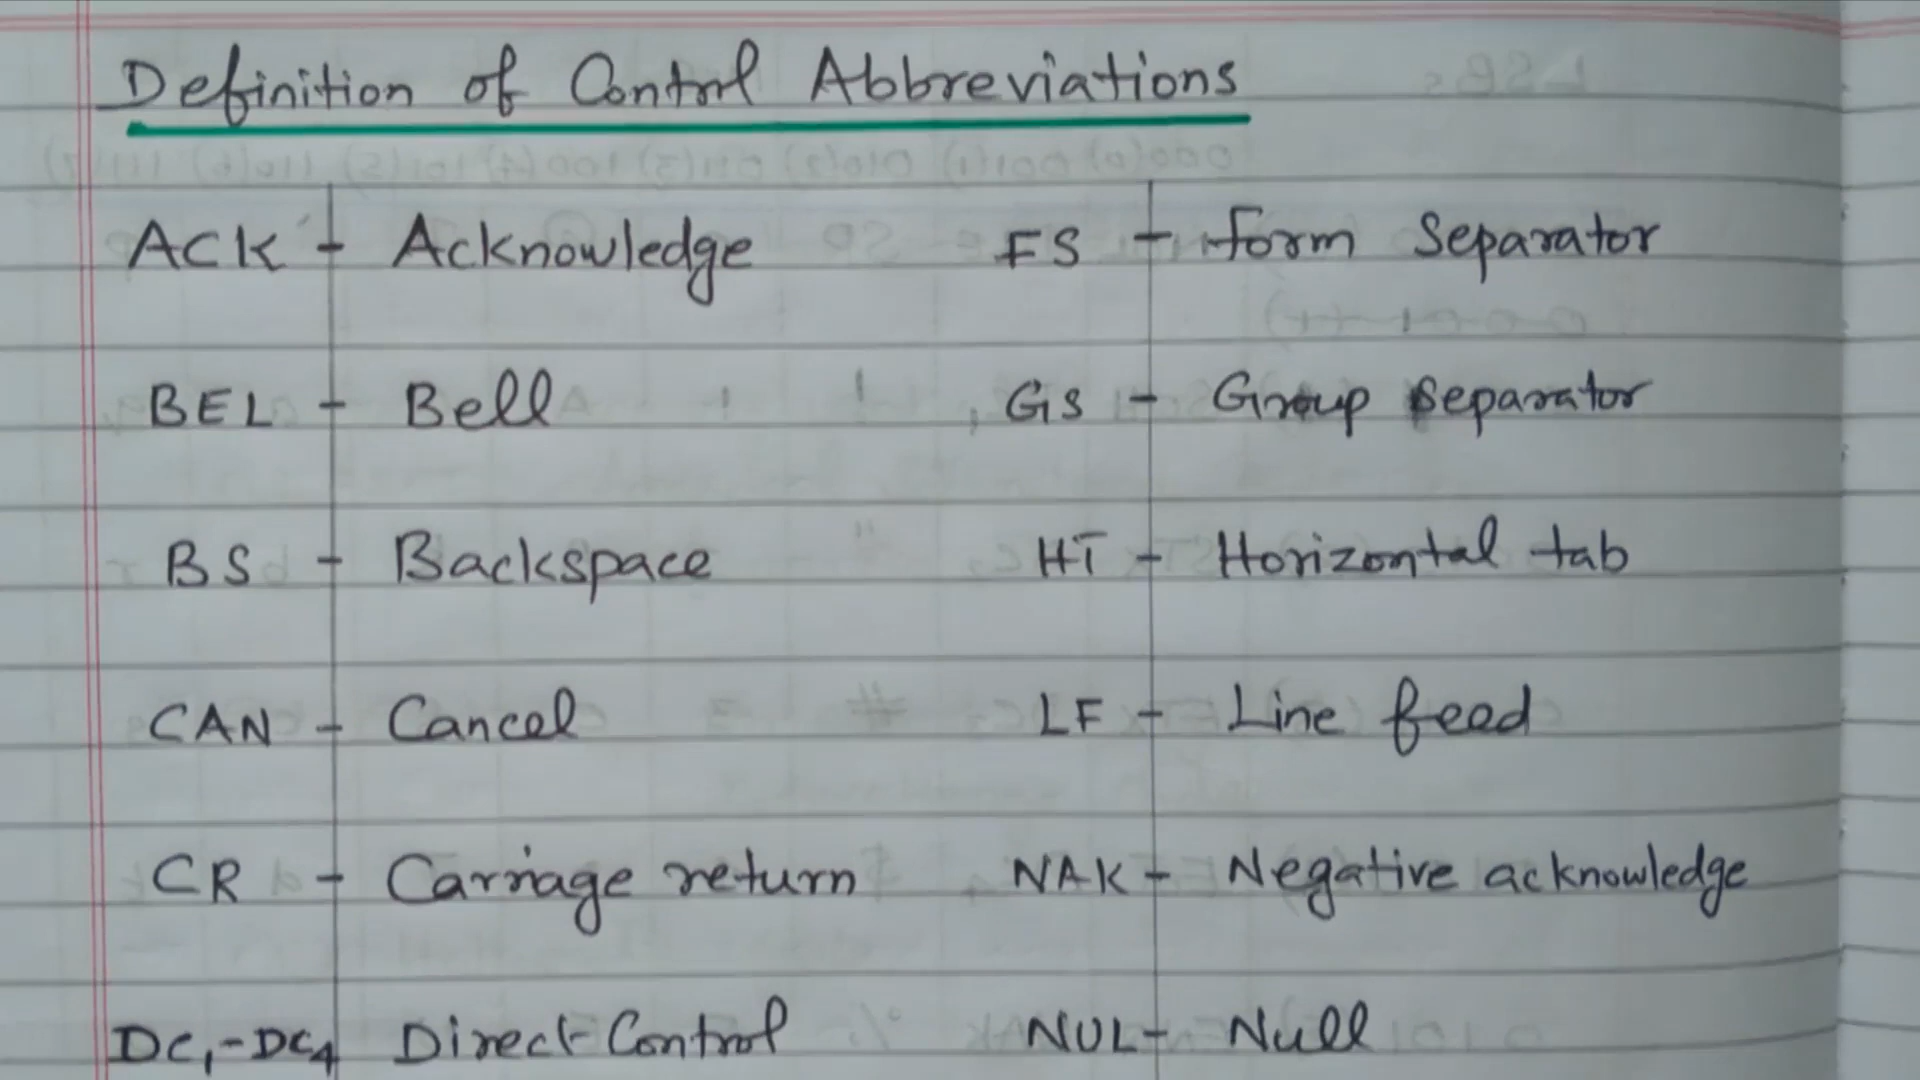 Definition of Control Abbreviations
ACK - Acknowledge FS - Form Separator
BEL - Bell GS - Group Separator
BS - Backspace HT - Horizontal tab
CAN - Cancel LF - Line feed
CR - Carriage return NAK - Negative acknowledge
DC1-DC4 Direct Control NUL - Null